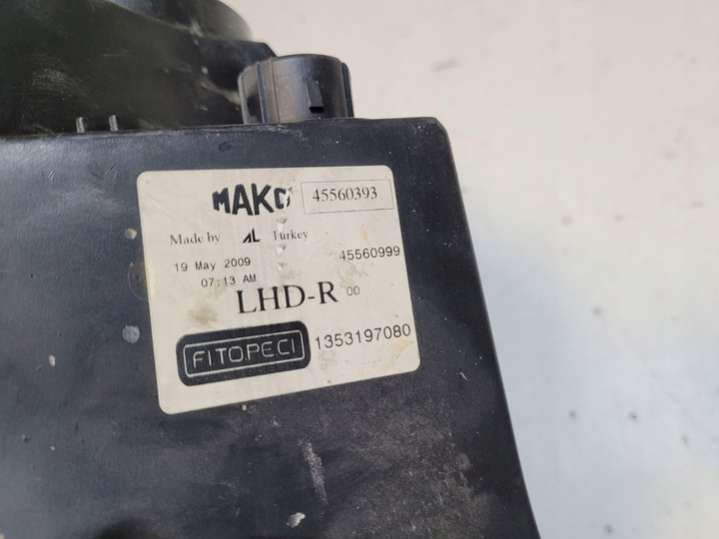 MAKO 45560393
Made by AL Turkey
19 May 2009 45560999
07:13 AM
LHD-R 00
FITOPECI 1353197080